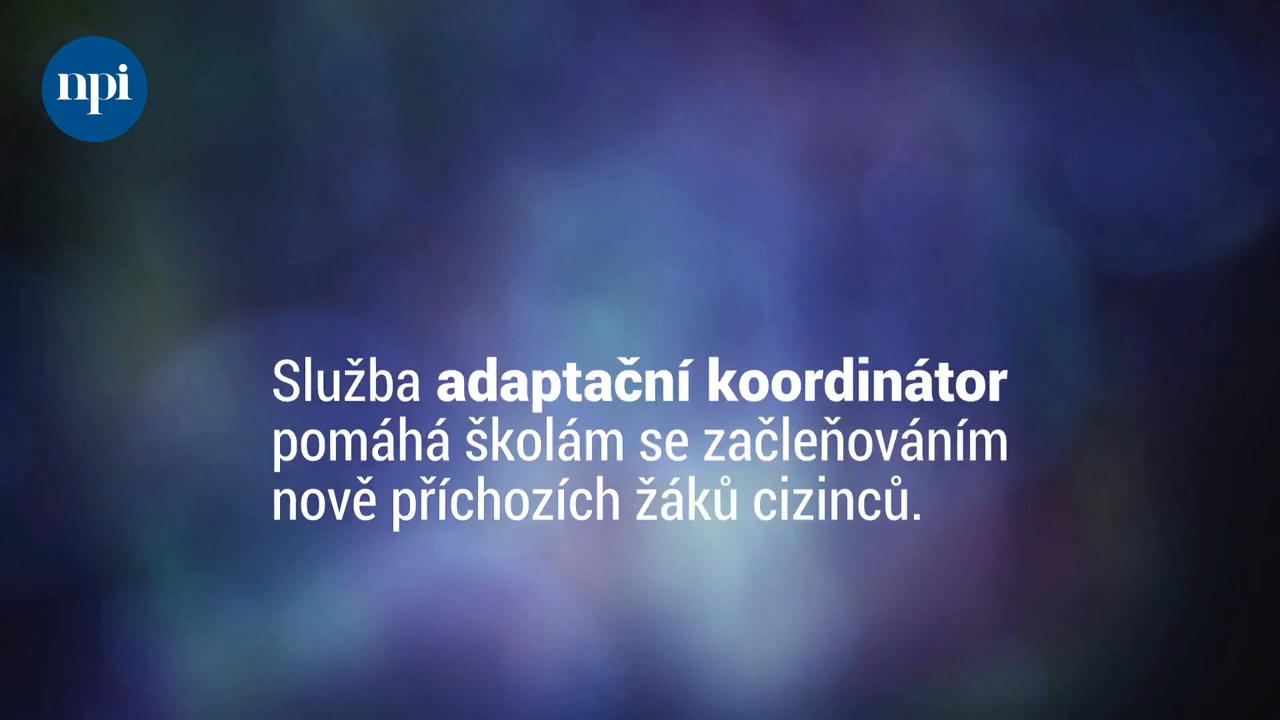 npi
Služba adaptační koordinátor
pomáhá školám se začleňováním
nově příchozích žáků cizinců.